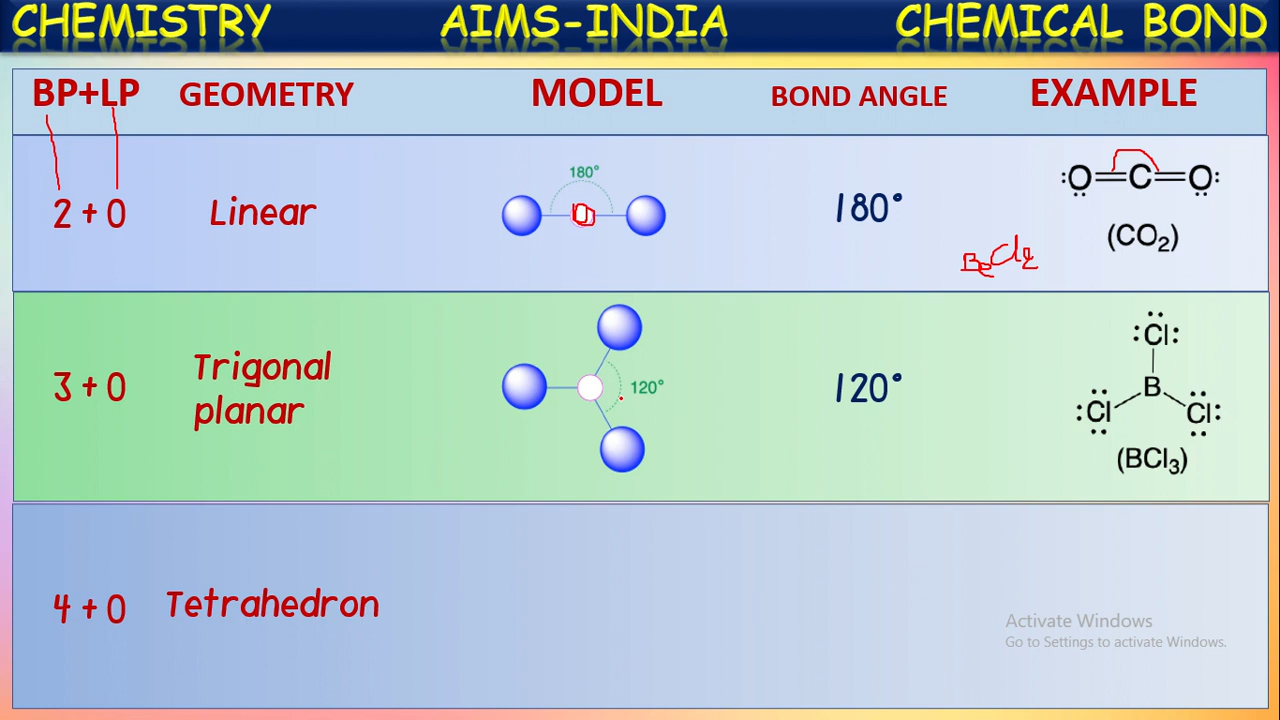 CHEMISTRY AIMS-INDIA CHEMICAL BOND
BP+LP GEOMETRY MODEL BOND ANGLE EXAMPLE
2 + 0 Linear 180° 180° :O=C=O:
(CO₂)
BeCl₂
3 + 0 Trigonal planar 120° 120°
:Cl:
B
:Cl Cl:
(BCl₃)
4 + 0 Tetrahedron
Activate Windows
Go to Settings to activate Windows.